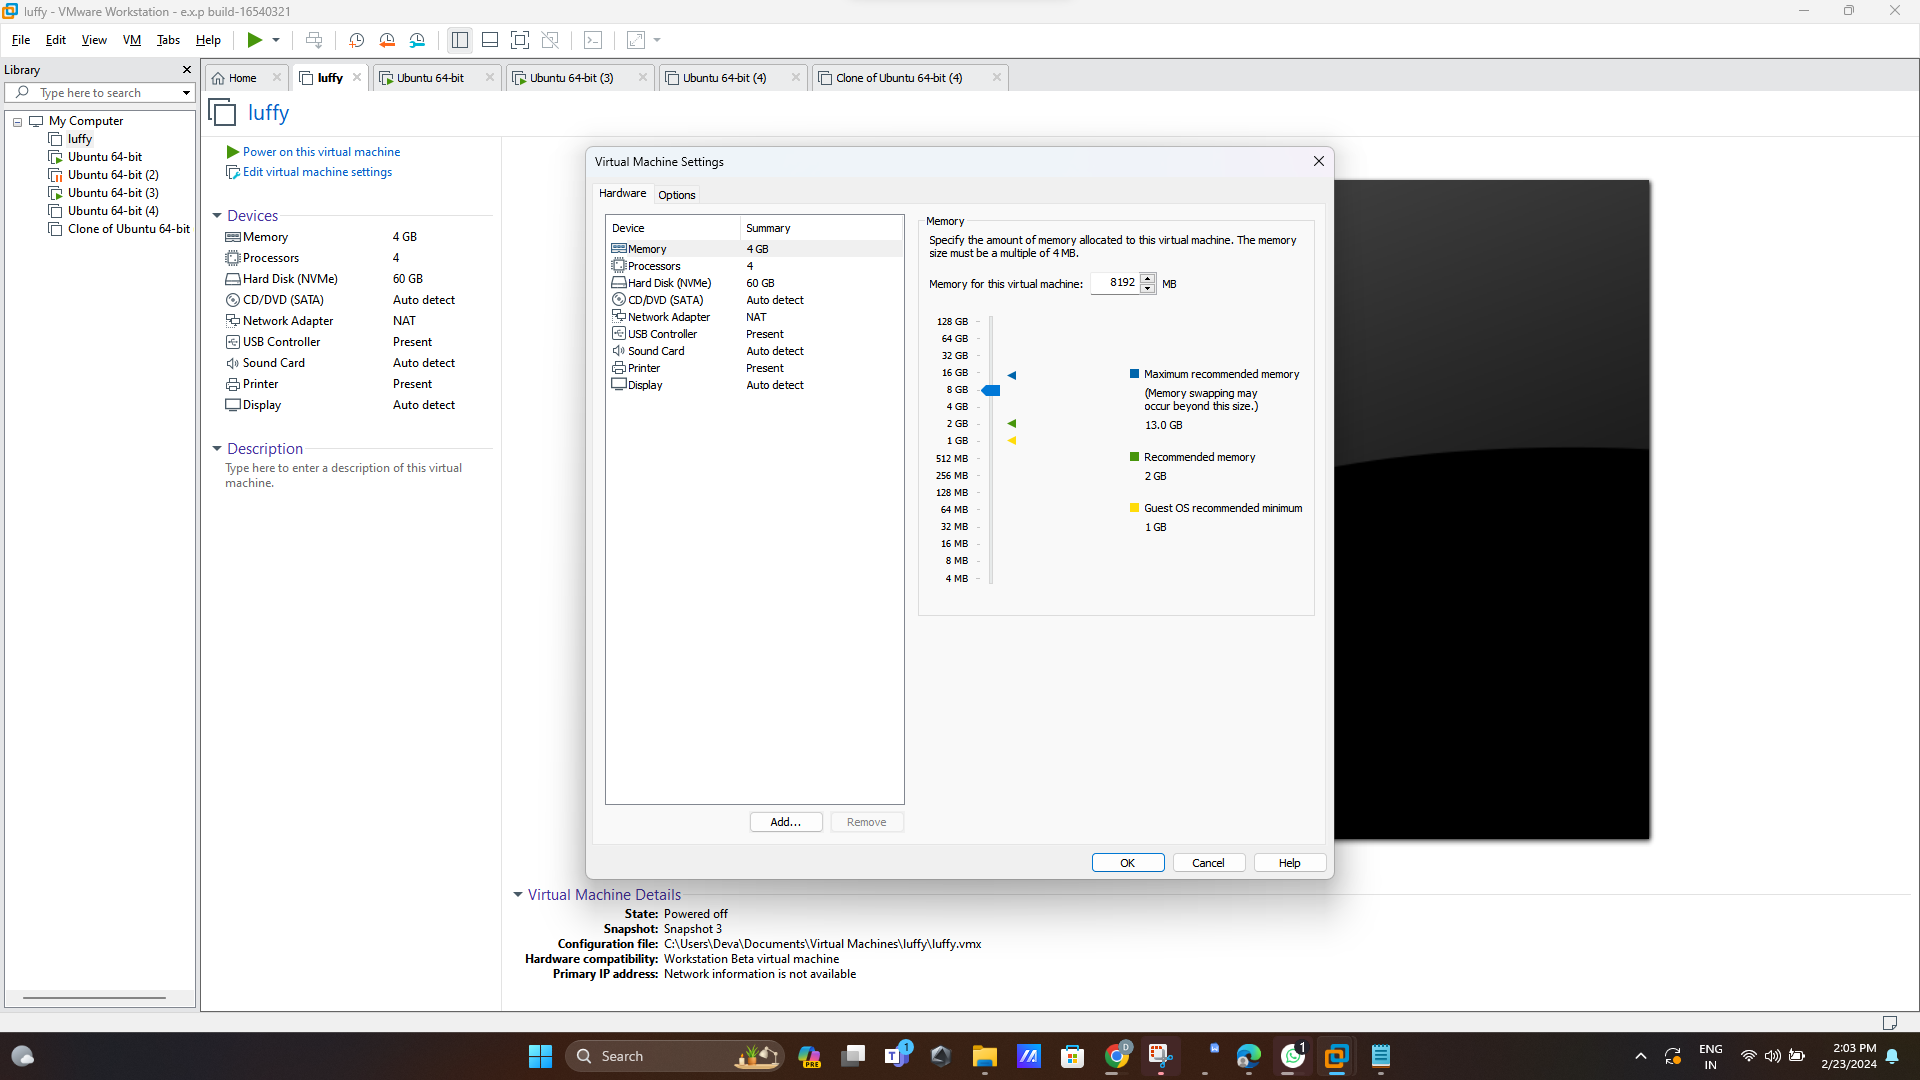 luffy - VMware Workstation - e.x.p build-16540321
File Edit View VM Tabs Help
Library
Type here to search
My Computer
luffy
Ubuntu 64-bit
Ubuntu 64-bit (2)
Ubuntu 64-bit (3)
Ubuntu 64-bit (4)
Clone of Ubuntu 64-bit
Home luffy Ubuntu 64-bit Ubuntu 64-bit (3) Ubuntu 64-bit (4) Clone of Ubuntu 64-bit (4)
luffy
Power on this virtual machine
Edit virtual machine settings
Devices
Memory 4 GB
Processors 4
Hard Disk (NVMe) 60 GB
CD/DVD (SATA) Auto detect
Network Adapter NAT
USB Controller Present
Sound Card Auto detect
Printer Present
Display Auto detect
Description
Type here to enter a description of this virtual
machine.
Virtual Machine Settings
Hardware Options
Device Summary
Memory 4 GB
Processors 4
Hard Disk (NVMe) 60 GB
CD/DVD (SATA) Auto detect
Network Adapter NAT
USB Controller Present
Sound Card Auto detect
Printer Present
Display Auto detect
Add... Remove
Memory
Specify the amount of memory allocated to this virtual machine. The memory
size must be a multiple of 4 MB.
Memory for this virtual machine: 8192 MB
128 GB
64 GB
32 GB
16 GB
8 GB
4 GB
2 GB
1 GB
512 MB
256 MB
128 MB
64 MB
32 MB
16 MB
8 MB
4 MB
Maximum recommended memory
(Memory swapping may
occur beyond this size.)
13.0 GB
Recommended memory
2 GB
Guest OS recommended minimum
1 GB
OK Cancel Help
Virtual Machine Details
State: Powered off
Snapshot: Snapshot 3
Configuration file: C:\Users\Deva\Documents\Virtual Machines\luffy\luffy.vmx
Hardware compatibility: Workstation Beta virtual machine
Primary IP address: Network information is not available
Search
PRE
T 1
D
1
ENG
IN
2:03 PM
2/23/2024